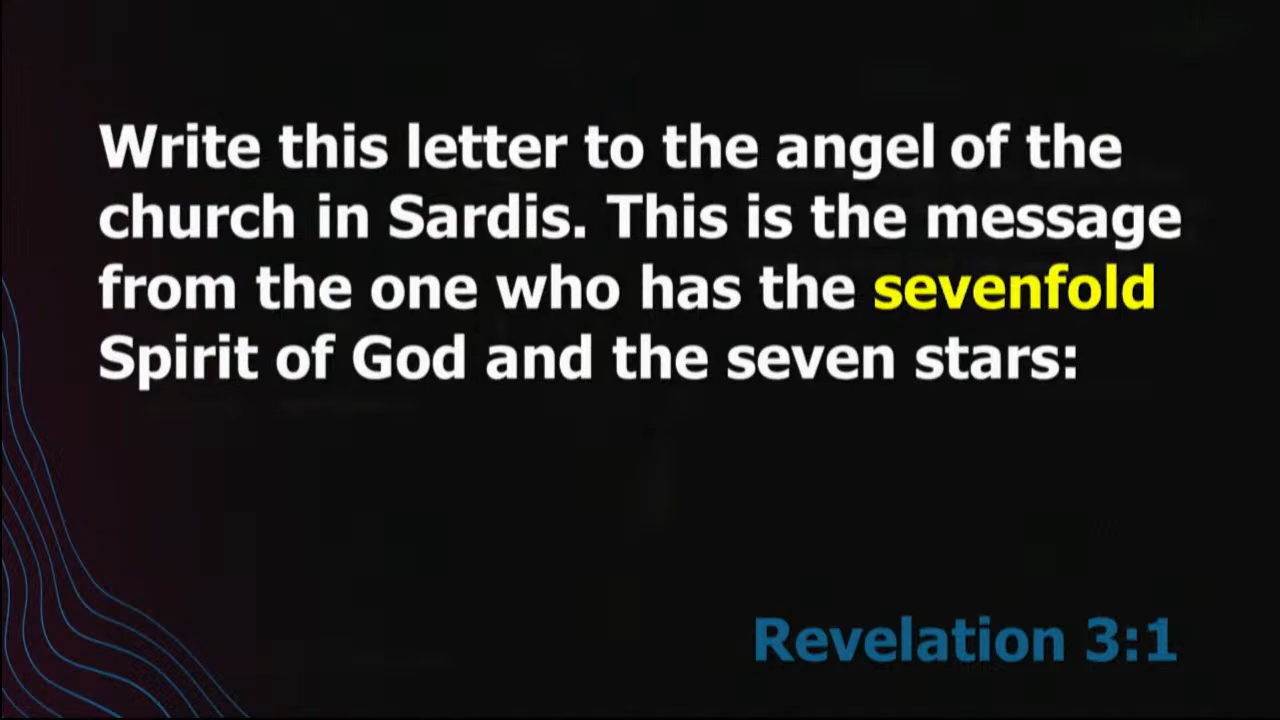 Write this letter to the angel of the
church in Sardis. This is the message
from the one who has the sevenfold
Spirit of God and the seven stars:
Revelation 3:1